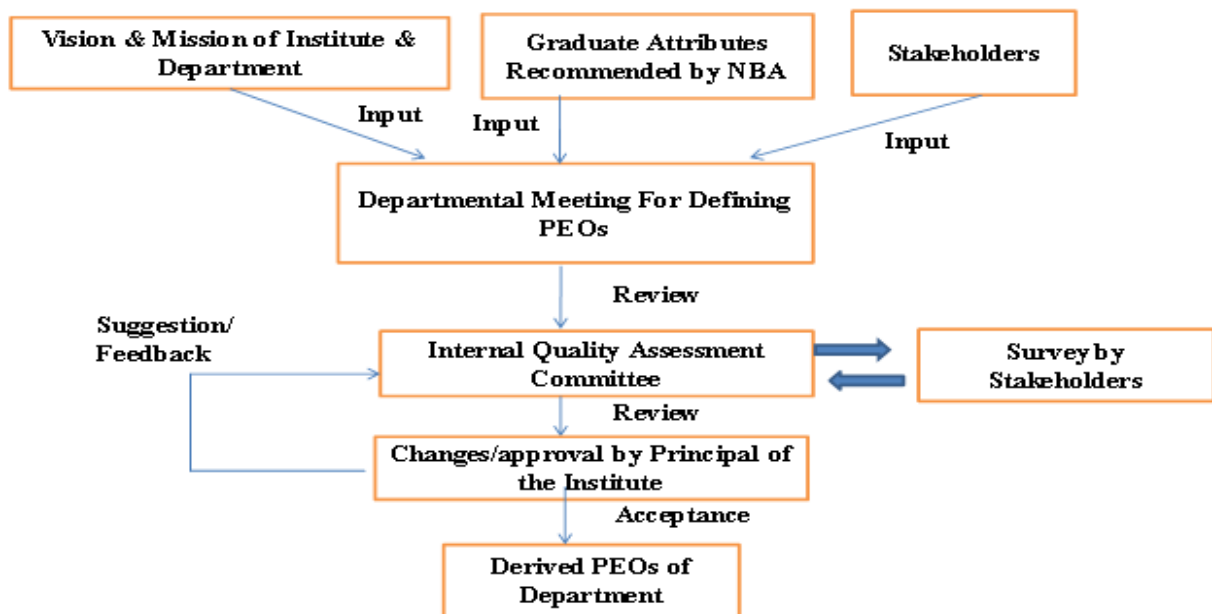 Vision & Mission of Institute &
Department
Graduate Attributes
Recommended by NBA
Stakeholders
Input
Input
Input
Departmental Meeting For Defining
PEOs
Review
Suggestion/
Feedback
Internal Quality Assessment
Committee
Survey by
Stakeholders
Review
Changes/approval by Principal of
the Institute
Acceptance
Derived PEOs of
Department